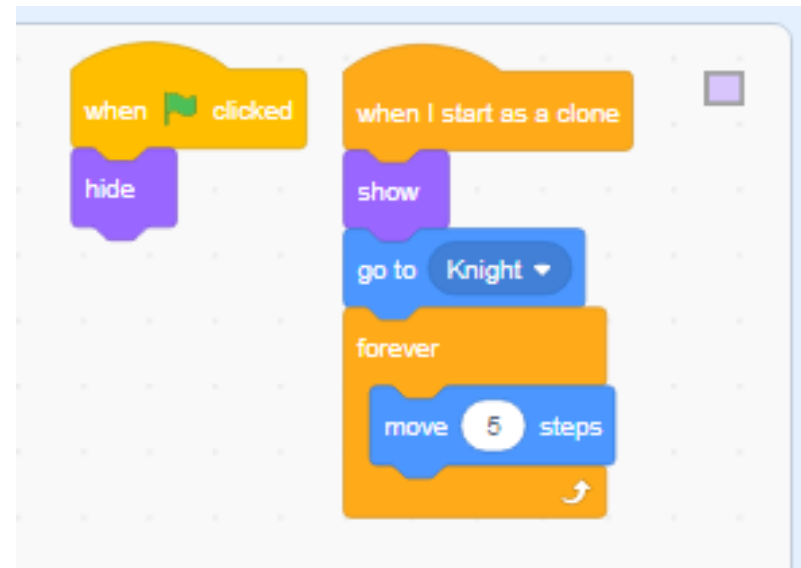 when clicked
hide
when I start as a clone
show
go to Knight
forever
move 5 steps